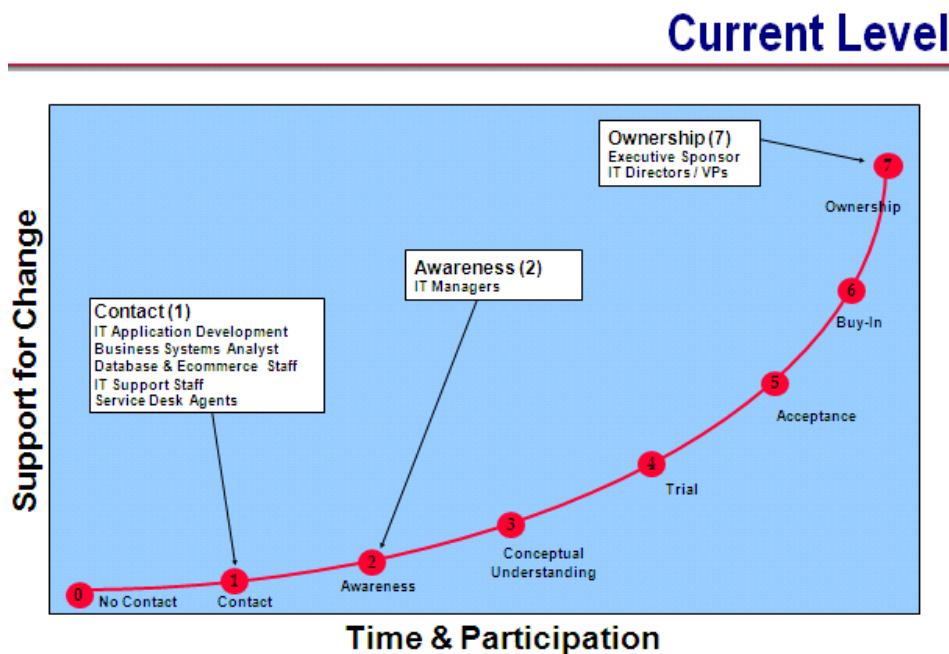 Current Level
Ownership (7)
Executive Sponsor
IT Directors / VPs
7
Ownership
Awareness (2)
IT Managers
6
Buy-In
Contact (1)
IT Application Development
Business Systems Analyst
Database & Ecommerce Staff
IT Support Staff
Service Desk Agents
5
Acceptance
4
Trial
3
Conceptual
Understanding
2
Awareness
1
Contact
0
No Contact
Support for Change
Time & Participation